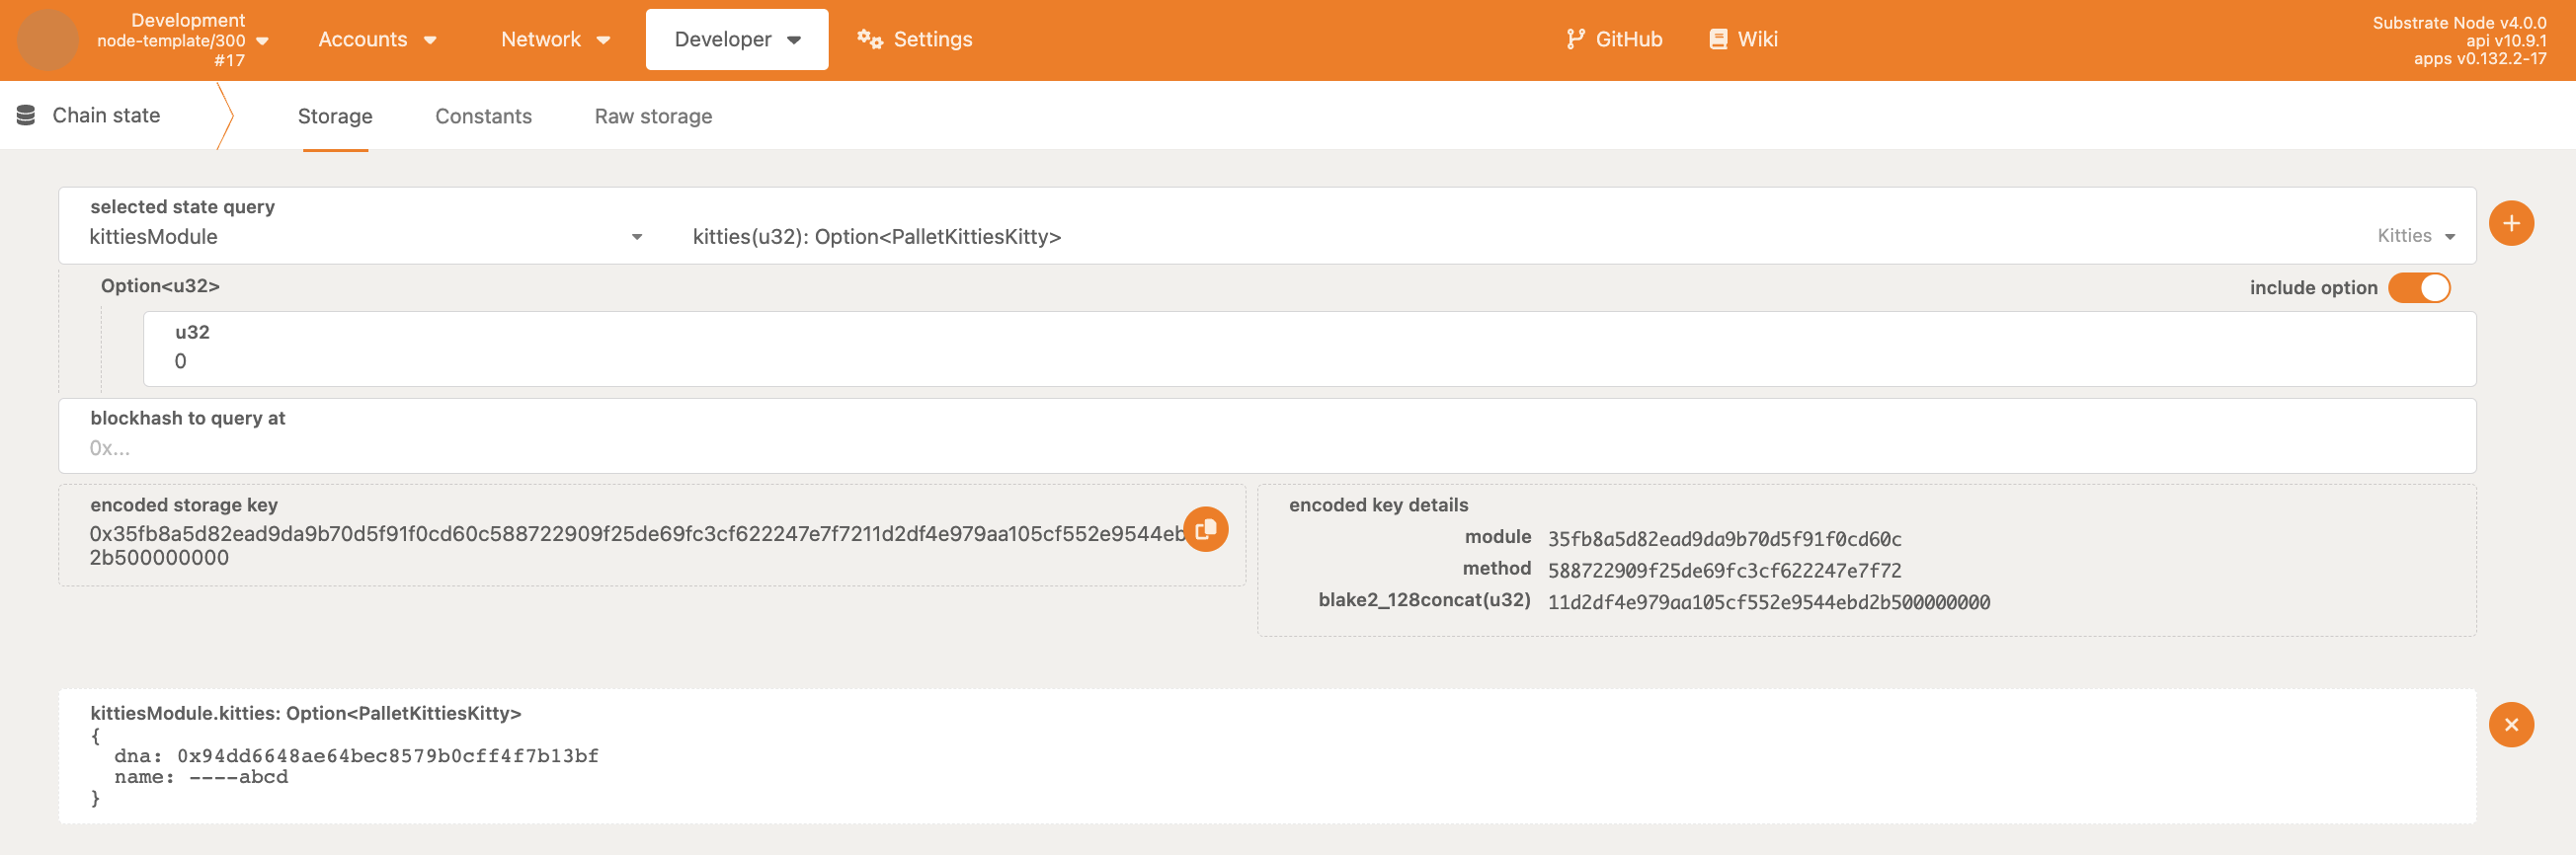 Development
node-template/300
#17
Accounts
Network
Developer
Settings
GitHub
Wiki
Substrate Node v4.0.0
api v10.9.1
apps v0.132.2-17
Chain state
Storage
Constants
Raw storage
selected state query
kittiesModule
kitties(u32): Option<PalletKittiesKitty>
Kitties
Option<u32>
include option
u32
0
blockhash to query at
0x...
encoded storage key
0x35fb8a5d82ead9da9b70d5f91f0cd60c588722909f25de69fc3cf622247e7f7211d2df4e979aa105cf552e9544eb
2b500000000
encoded key details
module 35fb8a5d82ead9da9b70d5f91f0cd60c
method 588722909f25de69fc3cf622247e7f72
blake2_128concat(u32) 11d2df4e979aa105cf552e9544ebd2b500000000
kittiesModule.kitties: Option<PalletKittiesKitty>
{
dna: 0x94dd6648ae64bec8579b0cff4f7b13bf
name: ----abcd
}